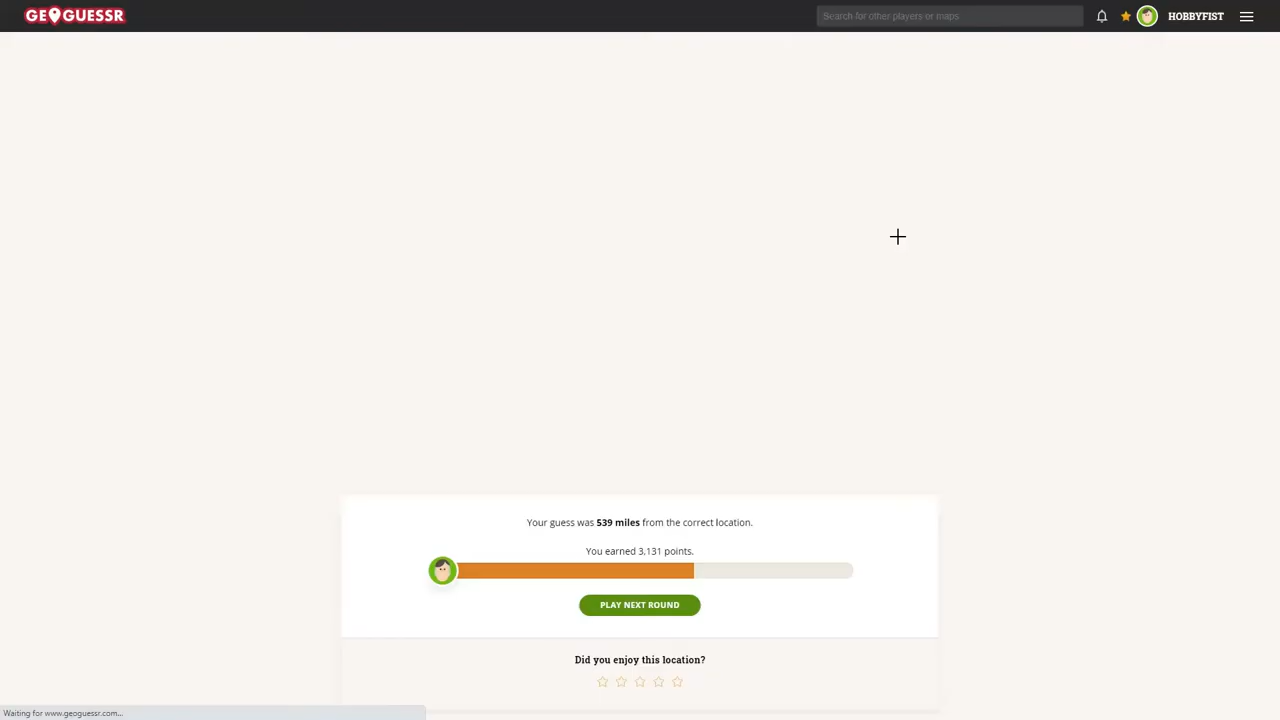 GEOGUESSR
Search for other players or maps
HOBBYFIST
Your guess was 539 miles from the correct location.
You earned 3,131 points.
PLAY NEXT ROUND
Did you enjoy this location?
Waiting for www.geoguessr.com...